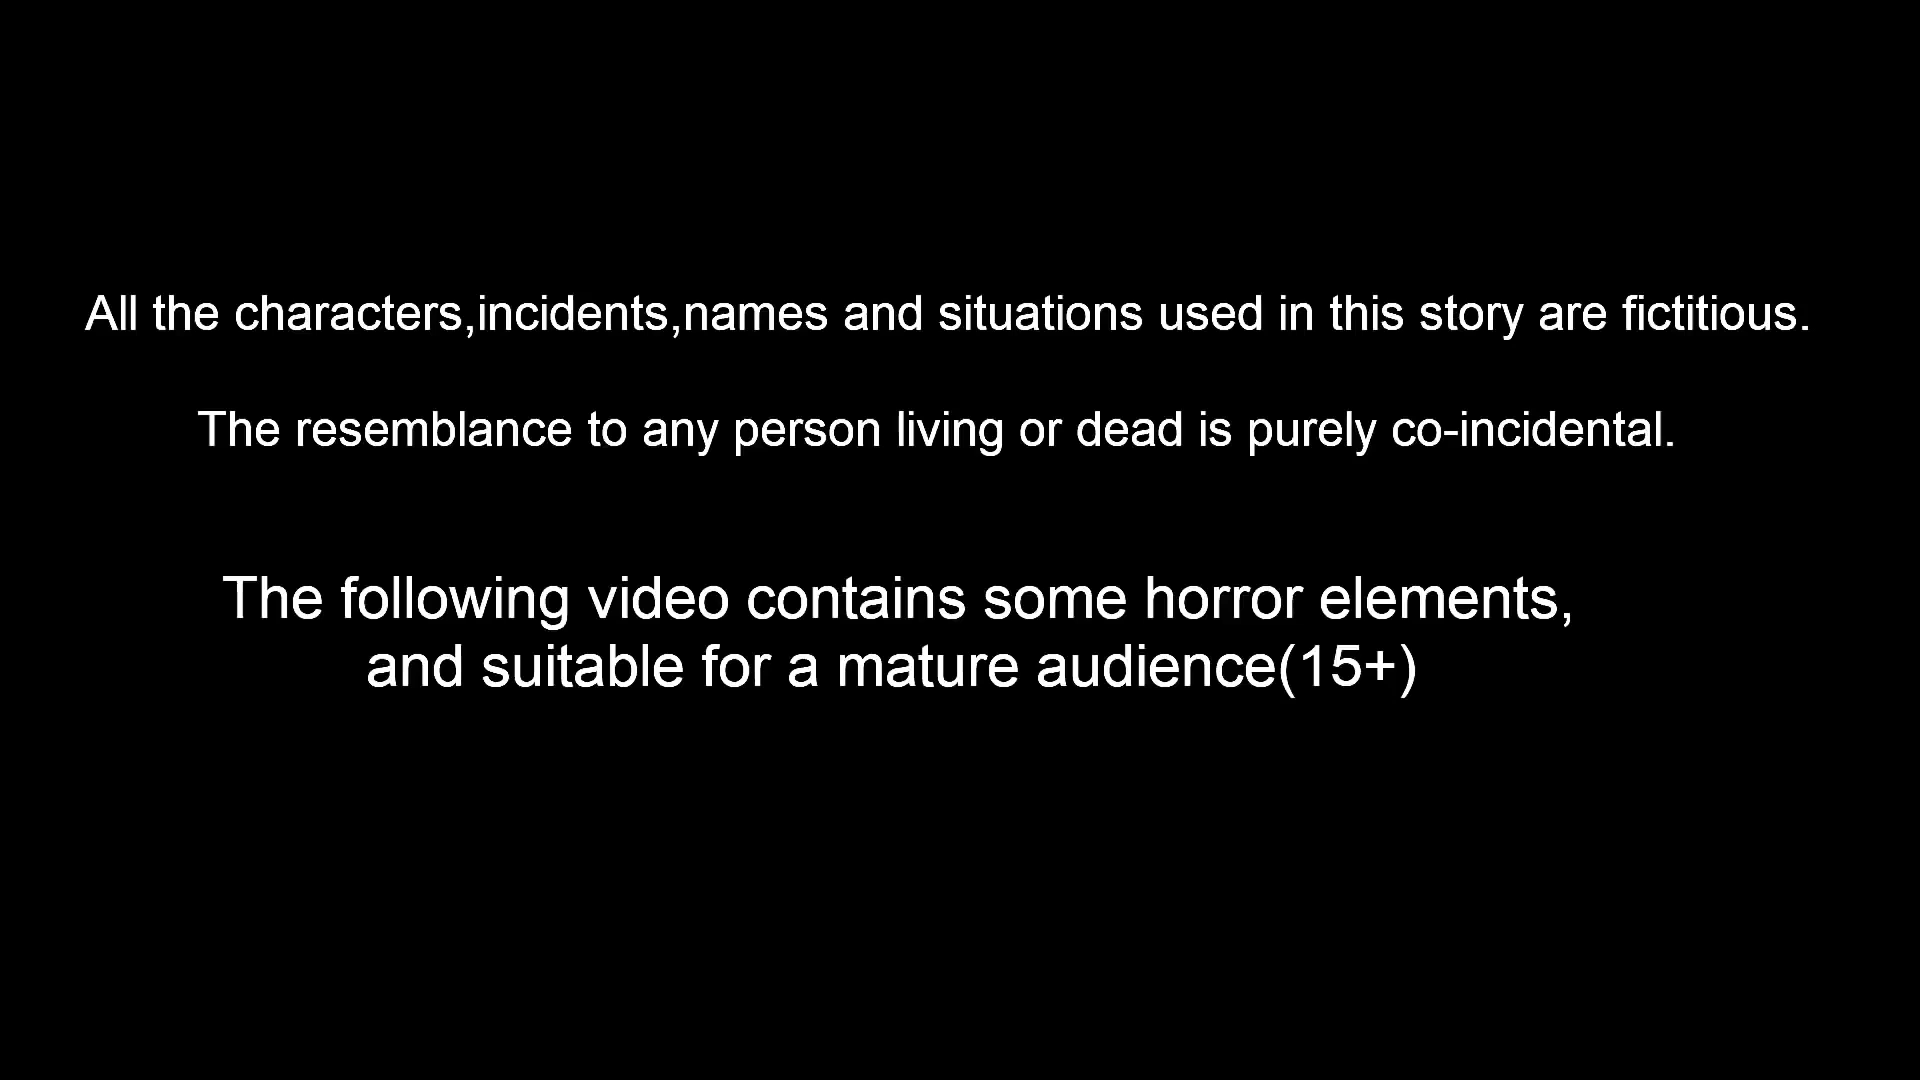 All the characters,incidents,names and situations used in this story are fictitious.
The resemblance to any person living or dead is purely co-incidental.
The following video contains some horror elements,
and suitable for a mature audience(15+)